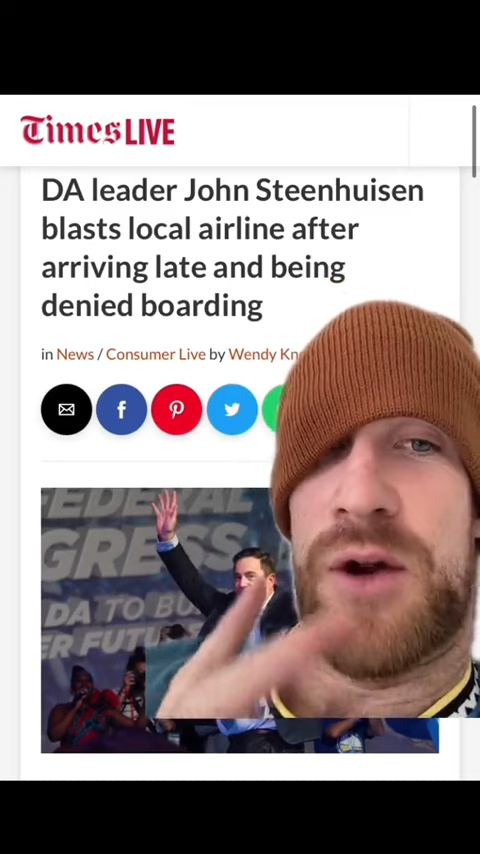 TimesLIVE
DA leader John Steenhuisen
blasts local airline after
arriving late and being
denied boarding
in News / Consumer Live by Wendy
FEDERAL
GRESS
DA TO BU
ER FUTU